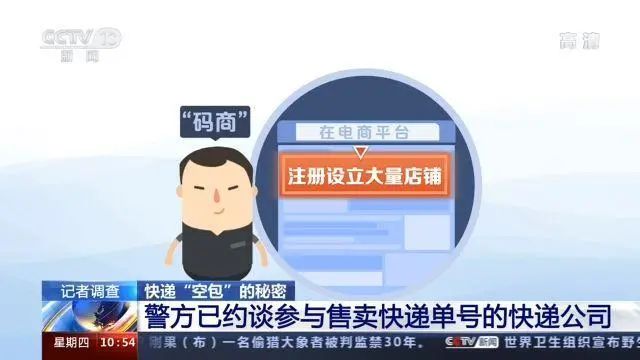 CCTV 13
新闻
高清
“码商”
在电商平台
注册设立大量店铺
记者调查
快递“空包”的秘密
警方已约谈参与售卖快递单号的快递公司
星期四 10:54
刚果（布）一名偷猎大象者被判监禁30年。
CCTV新闻
世界卫生组织宣布野